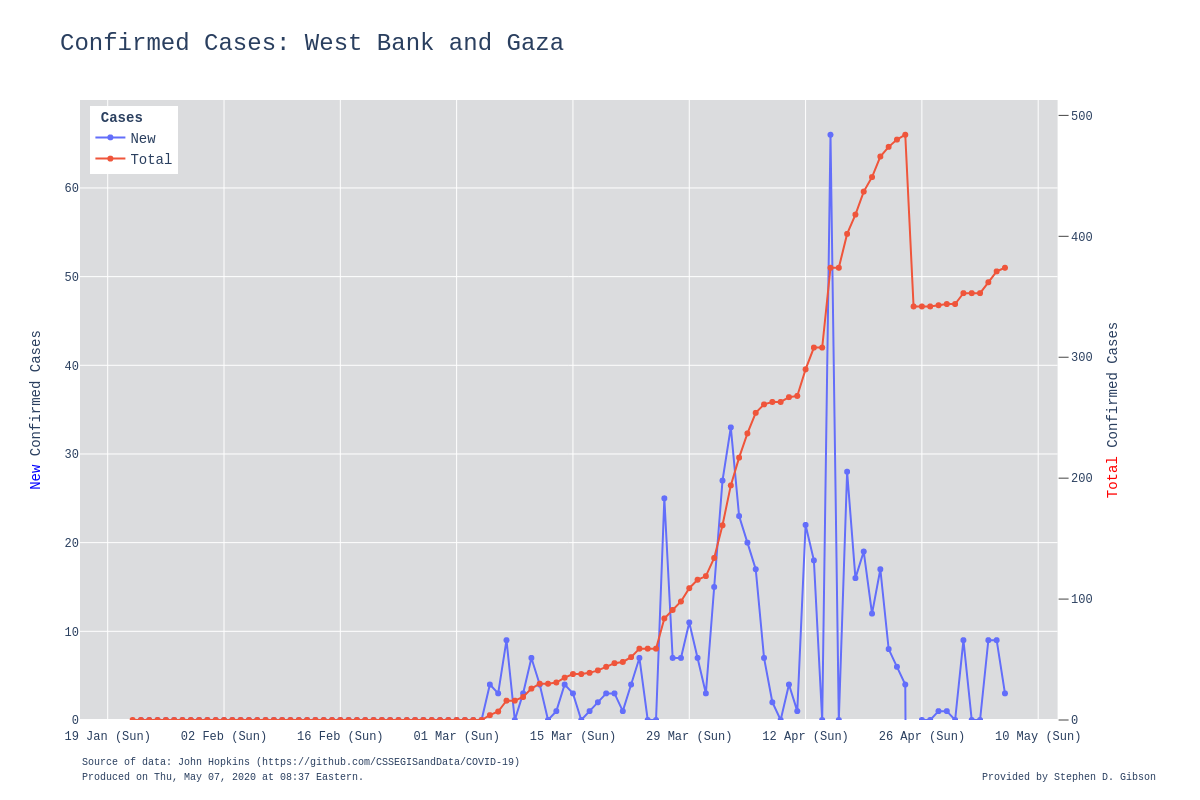 Confirmed Cases: West Bank and Gaza
Cases
New
Total
60
50
40
30
20
10
0
New Confirmed Cases
500
400
300
200
100
0
Total Confirmed Cases
19 Jan (Sun) 02 Feb (Sun) 16 Feb (Sun) 01 Mar (Sun) 15 Mar (Sun) 29 Mar (Sun) 12 Apr (Sun) 26 Apr (Sun) 10 May (Sun)
Source of data: John Hopkins (https://github.com/CSSEGISandData/COVID-19)
Produced on Thu, May 07, 2020 at 08:37 Eastern.
Provided by Stephen D. Gibson